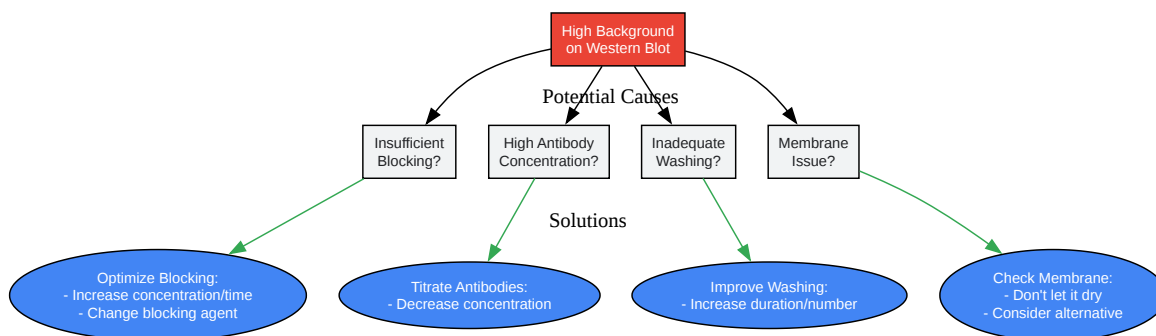 High Background
on Western Blot
Potential Causes
Insufficient
Blocking?
High Antibody
Concentration?
Inadequate
Washing?
Membrane
Issue?
Solutions
Optimize Blocking:
- Increase concentration/time
- Change blocking agent
Titrate Antibodies:
- Decrease concentration
Improve Washing:
- Increase duration/number
Check Membrane:
- Don't let it dry
- Consider alternative